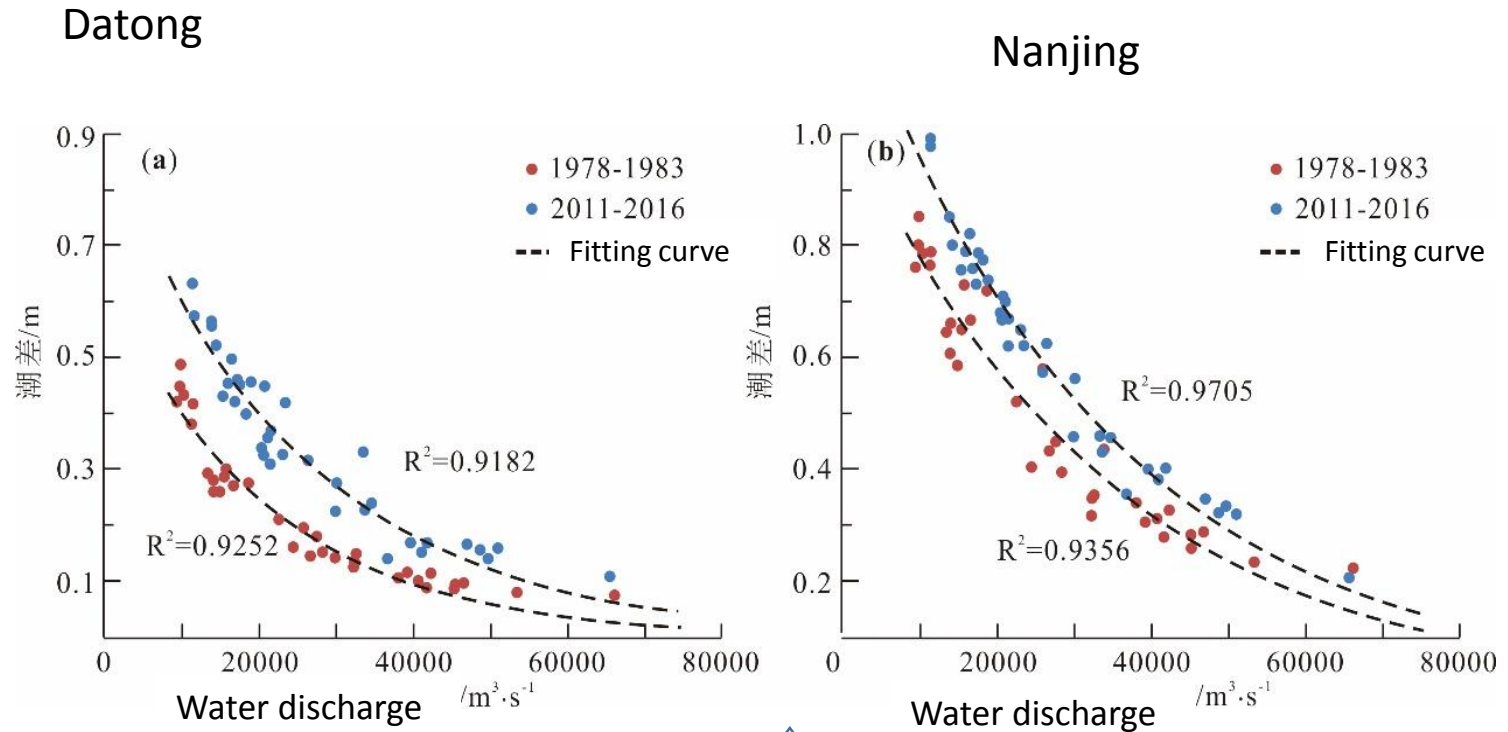 Datong
Nanjing
(a)
1978-1983
2011-2016
Fitting curve
潮差/m
0.9
0.7
0.5
0.3
0.1
R²=0.9182
R²=0.9252
0
20000
40000
60000
80000
/m³·s⁻¹
Water discharge
(b)
1978-1983
2011-2016
Fitting curve
潮差/m
1.0
0.8
0.6
0.4
0.2
R²=0.9705
R²=0.9356
0
20000
40000
60000
80000
/m³·s⁻¹
Water discharge